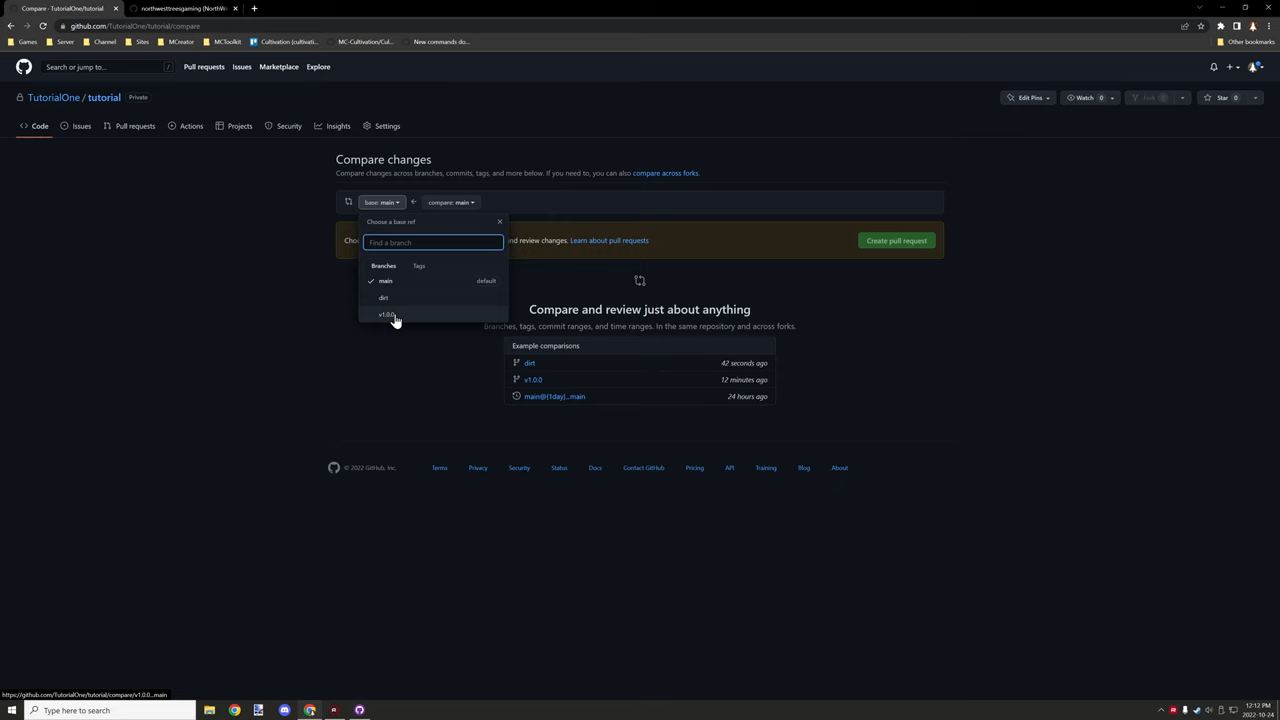 Compare · TutorialOne/tutorial
northwesttreesgaming (NorthWe
github.com/TutorialOne/tutorial/compare
Games
Server
Channel
Sites
MCreator
MCToolkit
Cultivation (cultivati...
MC-Cultivation/Cul...
New commands do...
Other bookmarks
Search or jump to...
/
Pull requests
Issues
Marketplace
Explore
TutorialOne / tutorial
Private
Edit Pins
Watch 0
Fork 0
Star 0
Code
Issues
Pull requests
Actions
Projects
Security
Insights
Settings
Compare changes
Compare changes across branches, commits, tags, and more below. If you need to, you can also compare across forks.
base: main
compare: main
Choose a base ref
Find a branch
Choo
nd review changes. Learn about pull requests
Create pull request
Branches
Tags
main
default
dirt
v1.0.0
Compare and review just about anything
Branches, tags, commit ranges, and time ranges. In the same repository and across forks.
Example comparisons
dirt
42 seconds ago
v1.0.0
12 minutes ago
main@{1day}...main
24 hours ago
© 2022 GitHub, Inc.
Terms
Privacy
Security
Status
Docs
Contact GitHub
Pricing
API
Training
Blog
About
https://github.com/TutorialOne/tutorial/compare/v1.0.0...main
Type here to search
12:12 PM
2022-10-24